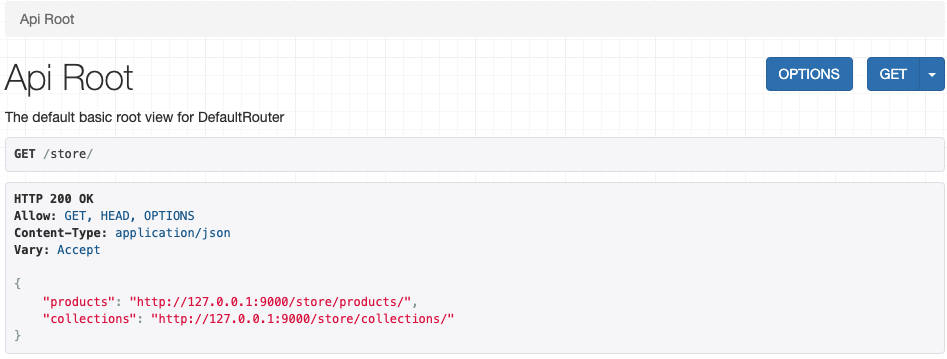 Api Root
Api Root
OPTIONS
GET
The default basic root view for DefaultRouter
GET /store/
HTTP 200 OK
Allow: GET, HEAD, OPTIONS
Content-Type: application/json
Vary: Accept
{
"products": "http://127.0.0.1:9000/store/products/",
"collections": "http://127.0.0.1:9000/store/collections/"
}